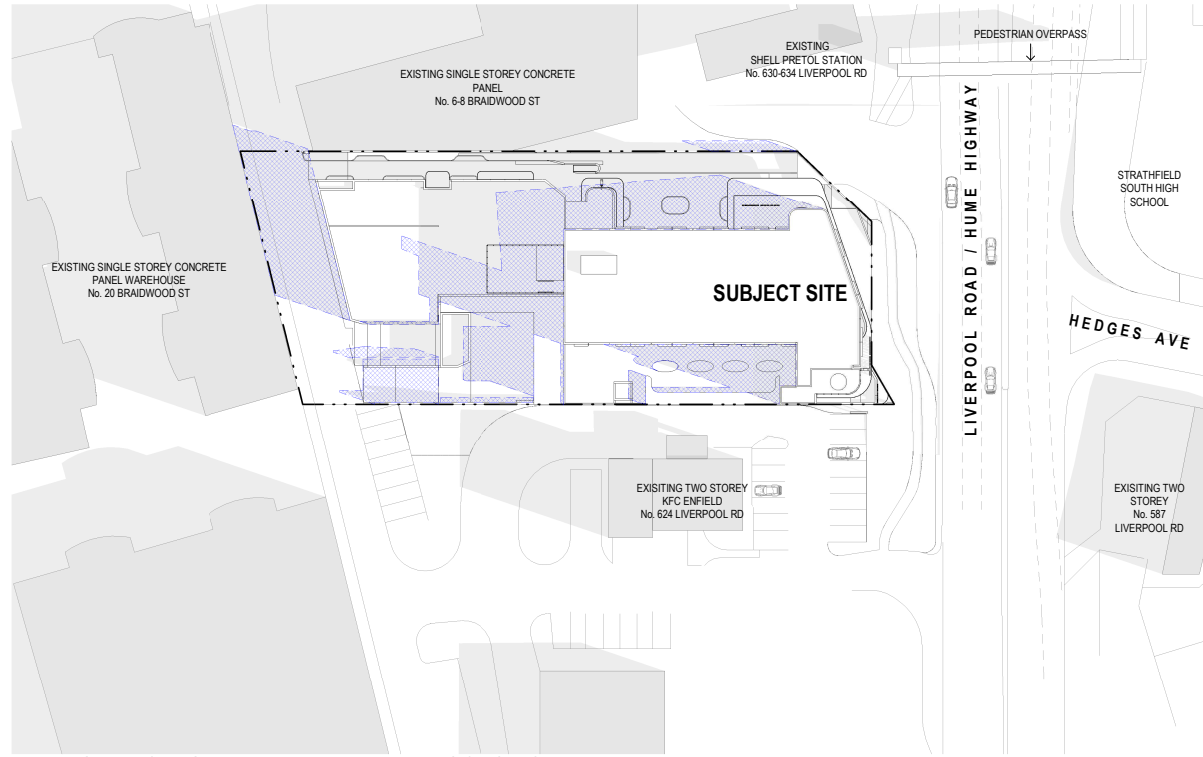 PEDESTRIAN OVERPASS
EXISTING
SHELL PRETOL STATION
No. 630-634 LIVERPOOL RD
EXISTING SINGLE STOREY CONCRETE
PANEL
No. 6-8 BRAIDWOOD ST
LIVERPOOL ROAD / HUME HIGHWAY
STRATHFIELD
SOUTH HIGH
SCHOOL
EXISTING SINGLE STOREY CONCRETE
PANEL WAREHOUSE
No. 20 BRAIDWOOD ST
SUBJECT SITE
HEDGES AVE
EXISITING TWO STOREY
KFC ENFIELD
No. 624 LIVERPOOL RD
EXISITING TWO
STOREY
No. 587
LIVERPOOL RD